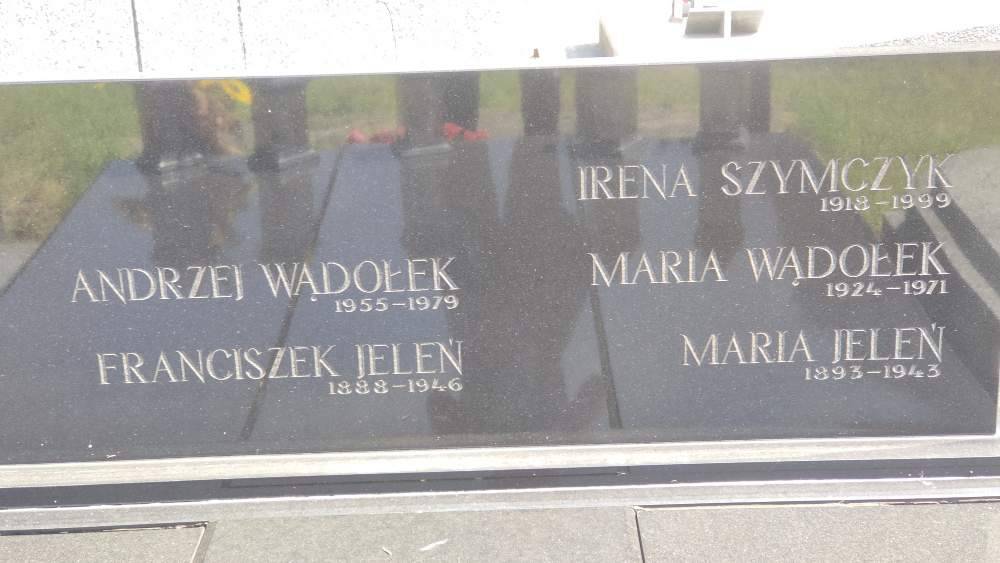 ANDRZEJ WĄDOŁEK
1955-1979
FRANCISZEK JELEŃ
1888-1946
IRENA SZYMCZYK
1918-1999
MARIA WĄDOŁEK
1924-1971
MARIA JELEŃ
1893-1943